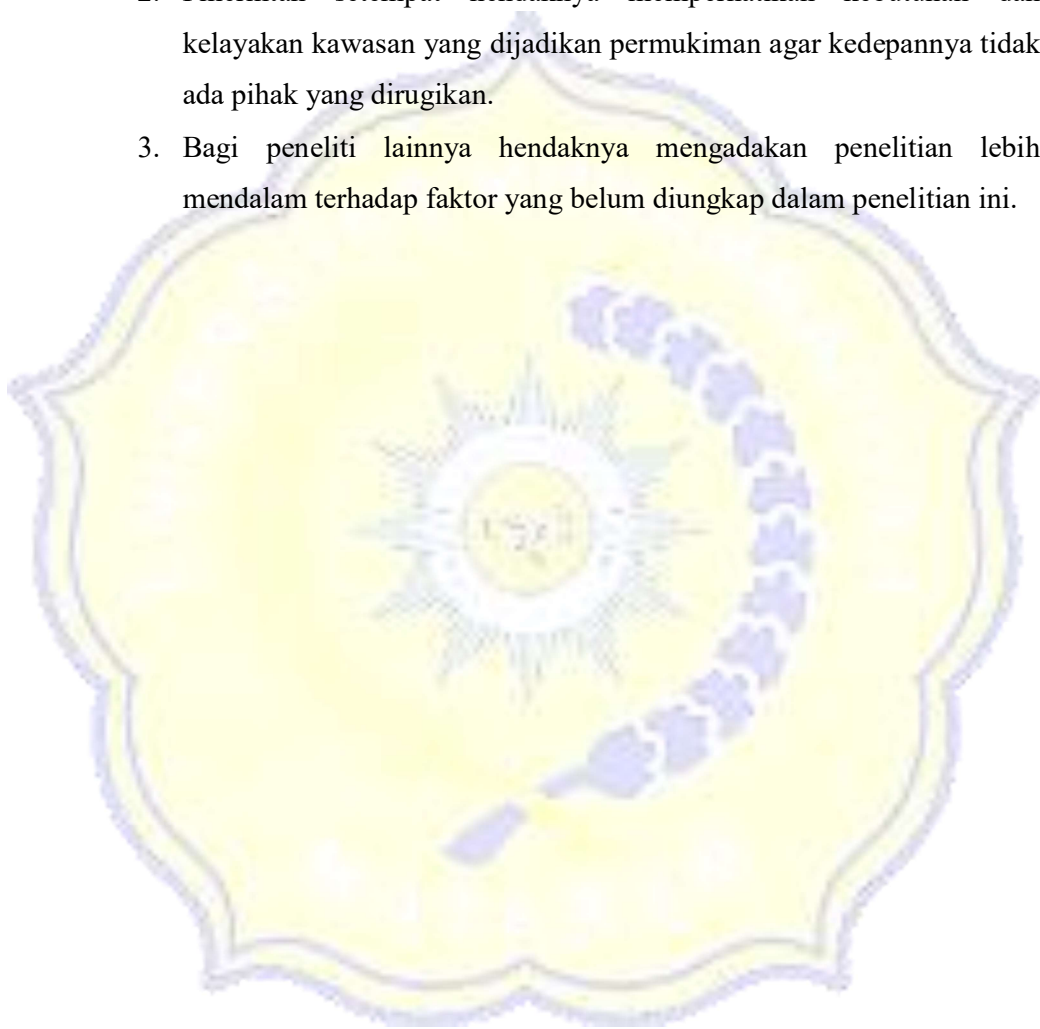 kelayakan kawasan yang dijadikan permukiman agar kedepannya tidak
ada pihak yang dirugikan.
3. Bagi peneliti lainnya hendaknya mengadakan penelitian lebih
mendalam terhadap faktor yang belum diungkap dalam penelitian ini.